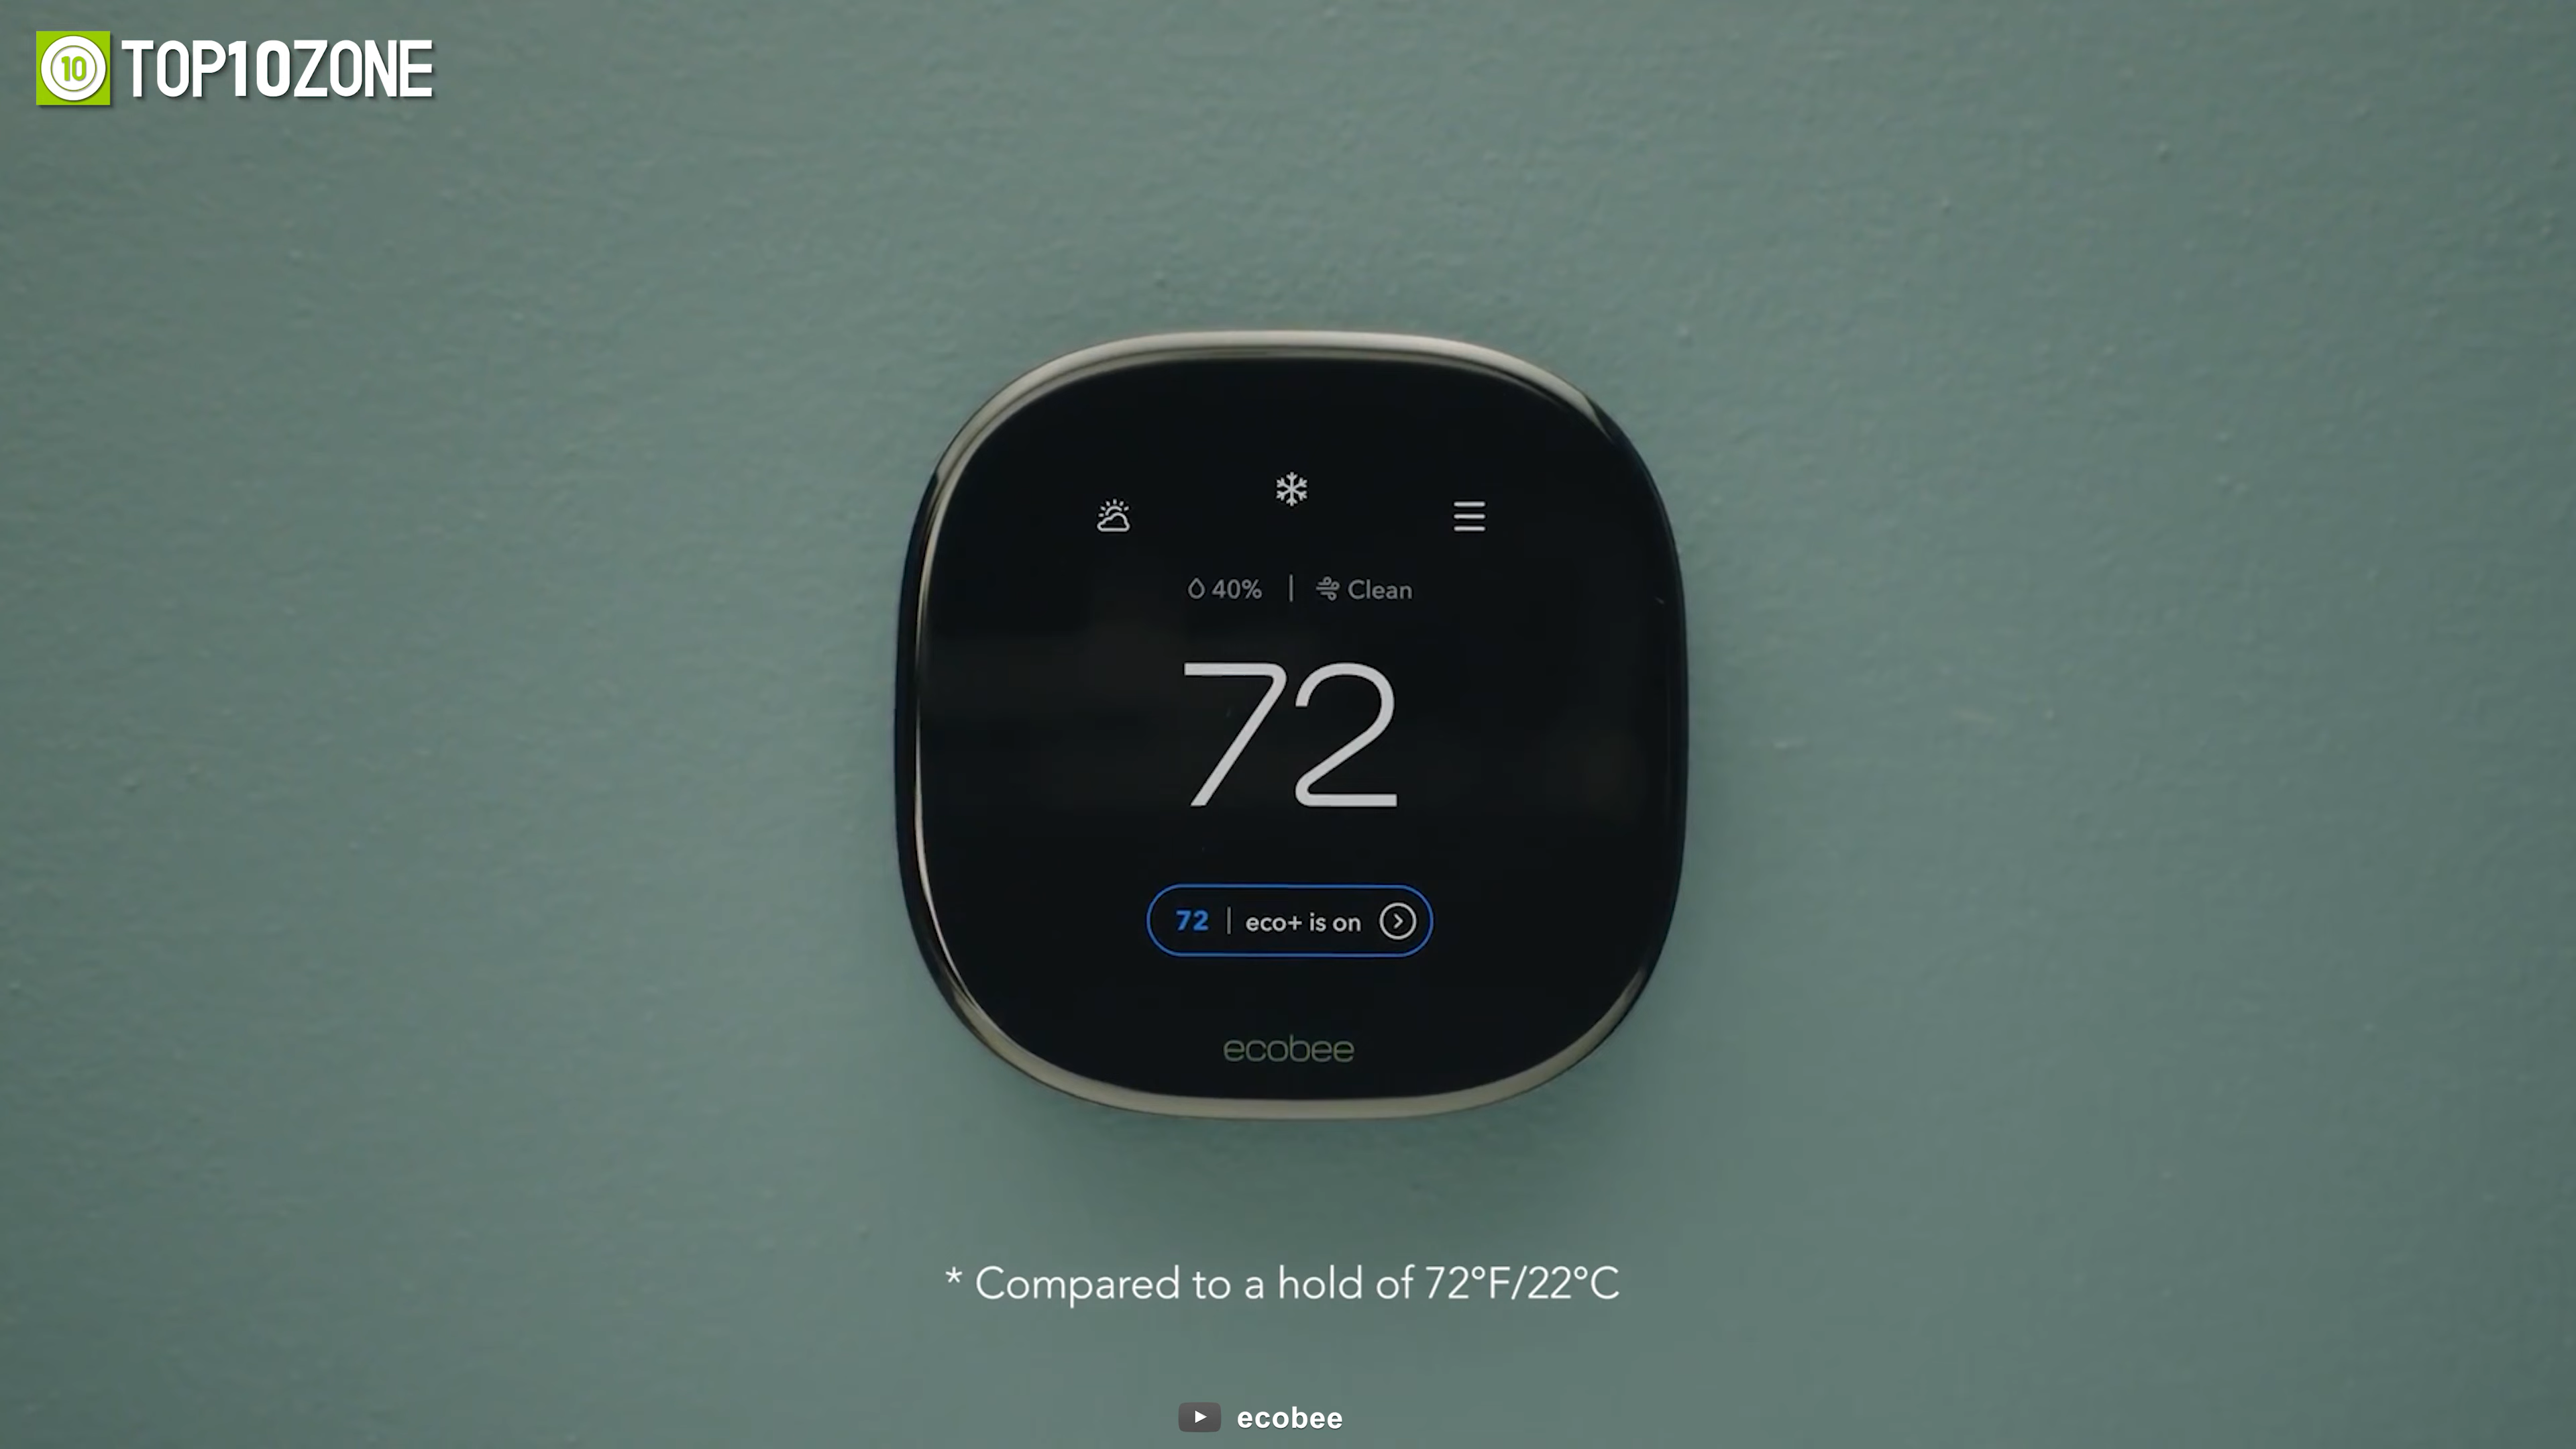 10 TOP10ZONE
40% | Clean
72
72 | eco+ is on
ecobee
* Compared to a hold of 72°F/22°C
ecobee